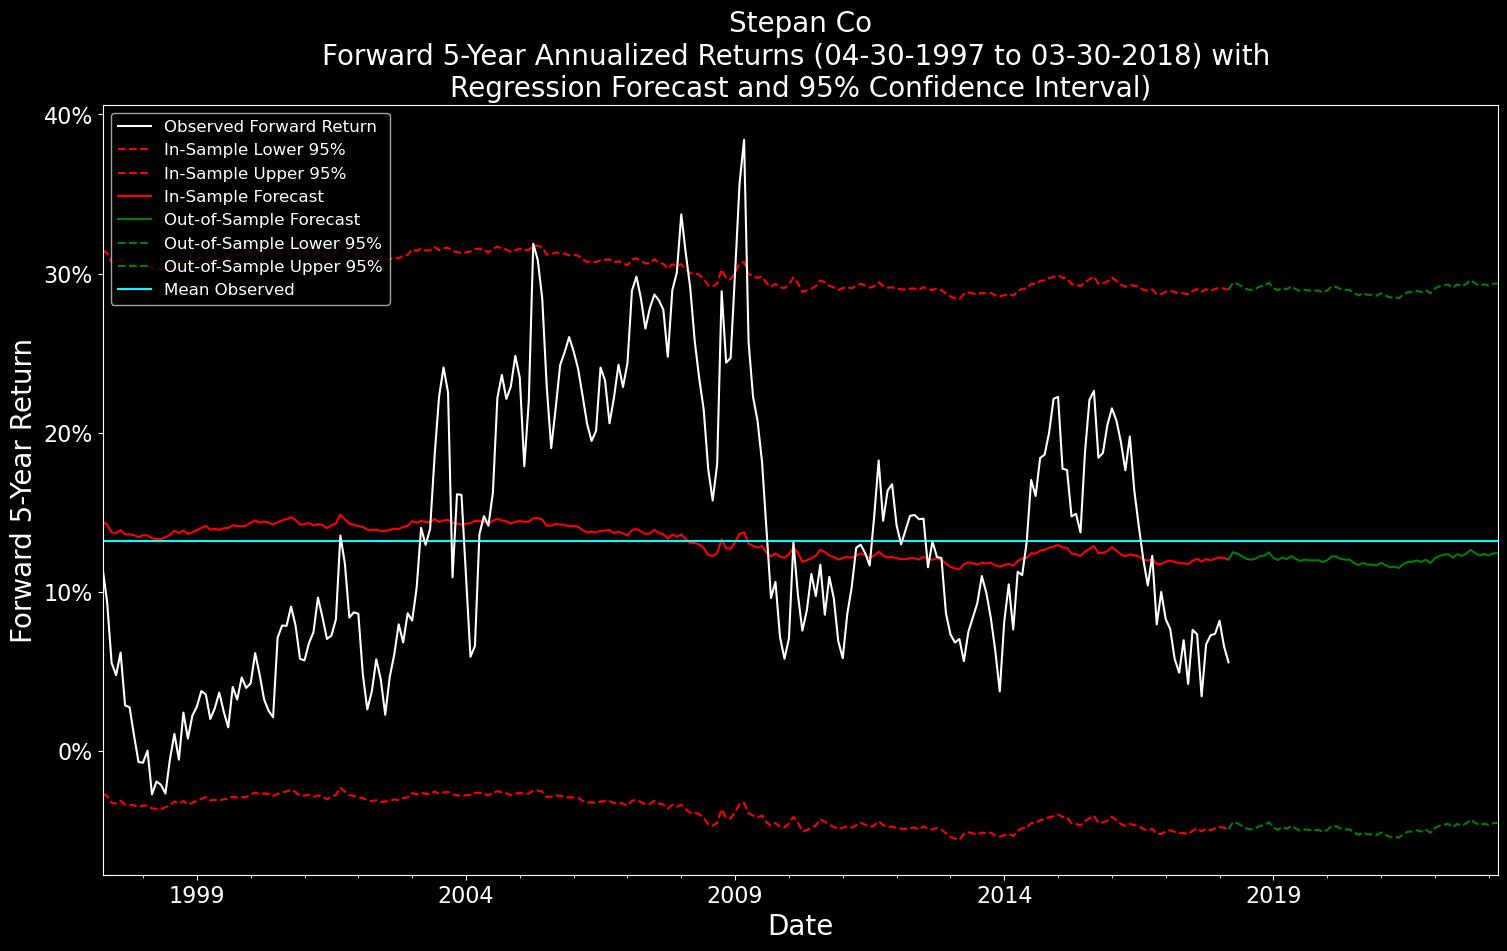 Stepan Co
Forward 5-Year Annualized Returns (04-30-1997 to 03-30-2018) with
Regression Forecast and 95% Confidence Interval)
Observed Forward Return
In-Sample Lower 95%
In-Sample Upper 95%
In-Sample Forecast
Out-of-Sample Forecast
Out-of-Sample Lower 95%
Out-of-Sample Upper 95%
Mean Observed
Forward 5-Year Return
40%
30%
20%
10%
0%
1999
2004
2009
2014
2019
Date